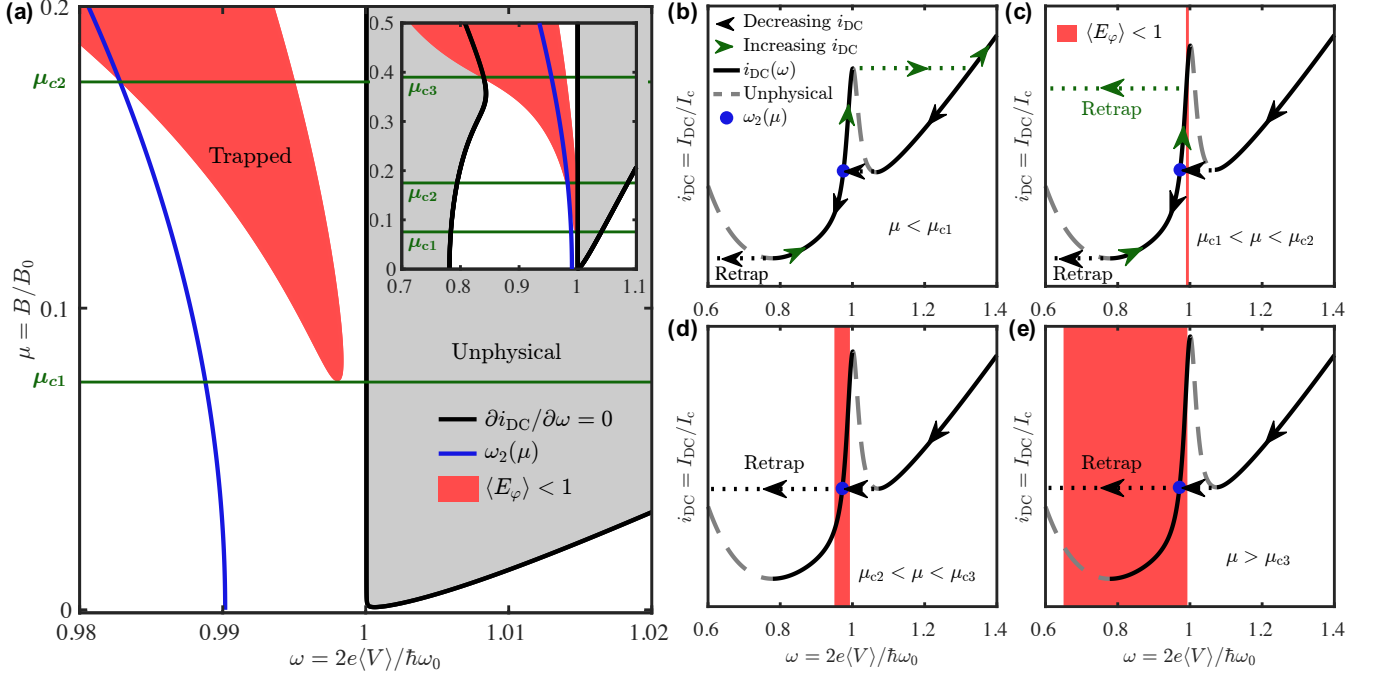 (a)
0.2
0.1
0
μ = B/B₀
μc2
μc1
Trapped
Unphysical
∂iDC/∂ω = 0
ω₂(μ)
⟨Eφ⟩ < 1
0.98
0.99
1
1.01
1.02
ω = 2e⟨V⟩/ħω₀
0.5
0.4
0.3
0.2
0.1
0
μc3
μc2
μc1
0.7
0.8
0.9
1
1.1
(b)
Decreasing iDC
Increasing iDC
iDC(ω)
Unphysical
ω₂(μ)
μ < μc1
Retrap
iDC = IDC/Ic
0.6
0.8
1
1.2
1.4
(c)
⟨Eφ⟩ < 1
Retrap
μc1 < μ < μc2
Retrap
iDC = IDC/Ic
0.6
0.8
1
1.2
1.4
(d)
Retrap
μc2 < μ < μc3
iDC = IDC/Ic
0.6
0.8
1
1.2
1.4
ω = 2e⟨V⟩/ħω₀
(e)
Retrap
μ > μc3
iDC = IDC/Ic
0.6
0.8
1
1.2
1.4
ω = 2e⟨V⟩/ħω₀